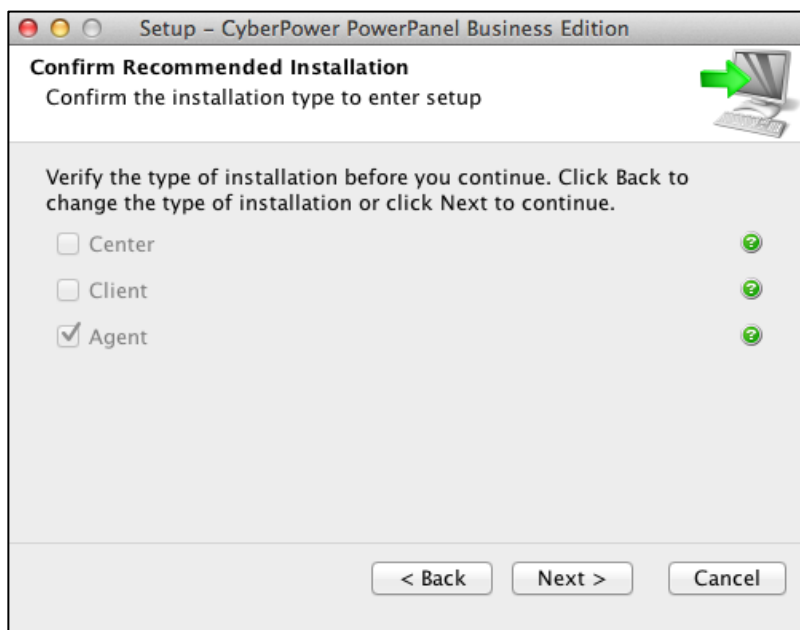 Setup – CyberPower PowerPanel Business Edition
Confirm Recommended Installation
Confirm the installation type to enter setup
Verify the type of installation before you continue. Click Back to
change the type of installation or click Next to continue.
Center
?
Client
?
Agent
?
< Back Next > Cancel